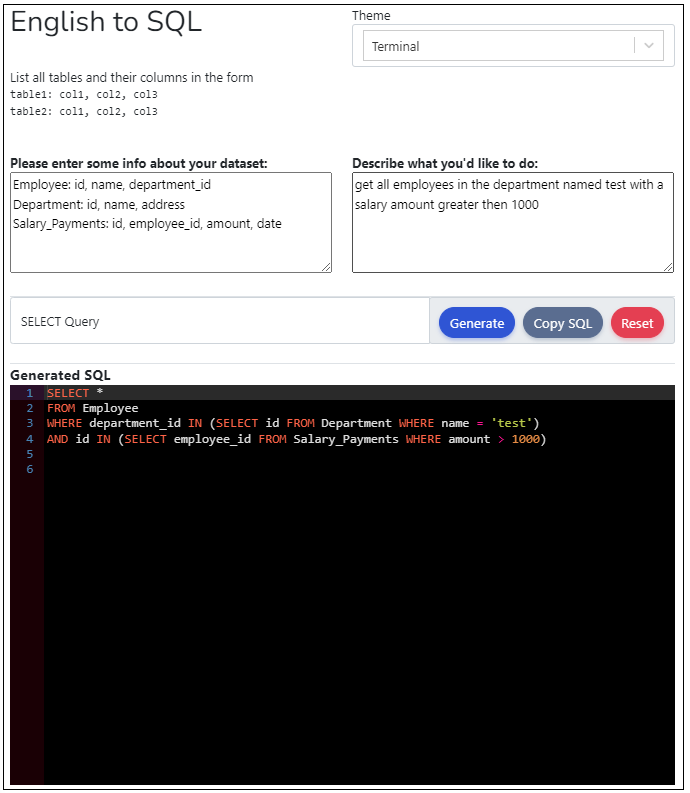 English to SQL
Theme
Terminal
List all tables and their columns in the form
table1: col1, col2, col3
table2: col1, col2, col3
Please enter some info about your dataset:
Employee: id, name, department_id
Department: id, name, address
Salary_Payments: id, employee_id, amount, date
Describe what you'd like to do:
get all employees in the department named test with a
salary amount greater then 1000
SELECT Query
Generate
Copy SQL
Reset
Generated SQL
1 SELECT *
2 FROM Employee
3 WHERE department_id IN (SELECT id FROM Department WHERE name = 'test')
4 AND id IN (SELECT employee_id FROM Salary_Payments WHERE amount > 1000)
5
6